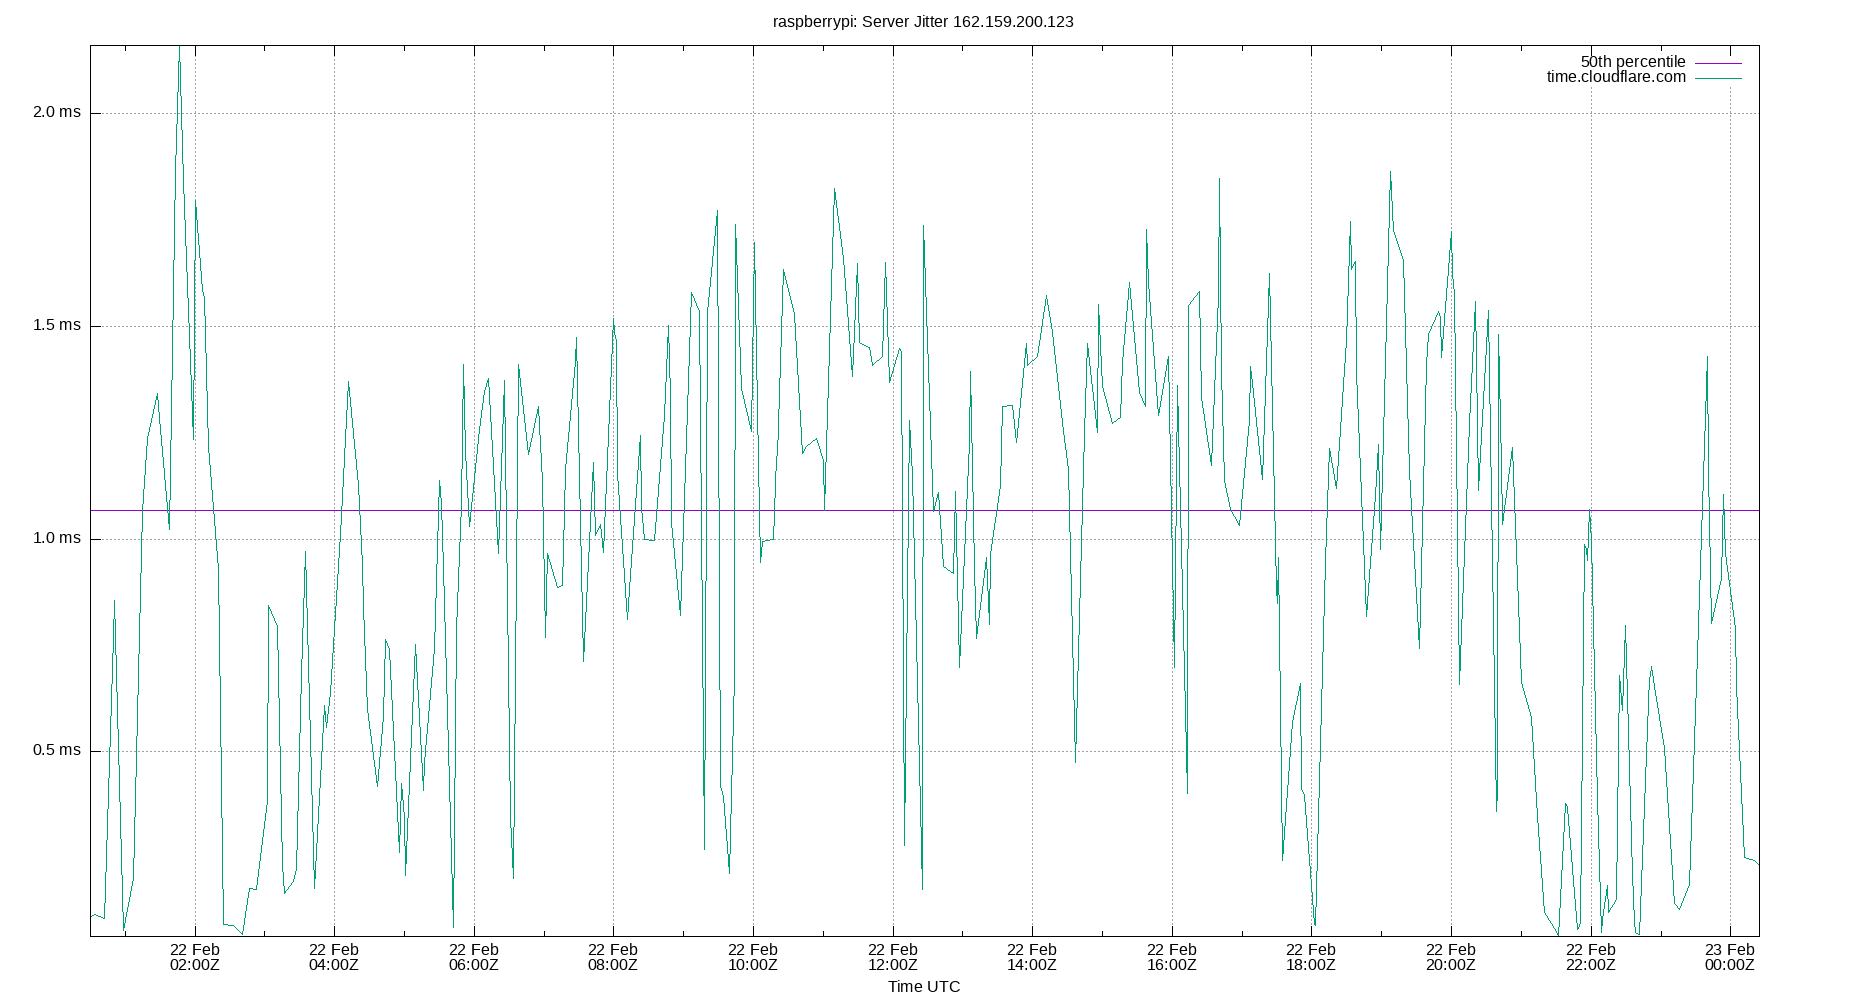 raspberrypi: Server Jitter 162.159.200.123
50th percentile
time.cloudflare.com
2.0 ms
1.5 ms
1.0 ms
0.5 ms
22 Feb 22 Feb 22 Feb 22 Feb 22 Feb 22 Feb 22 Feb 22 Feb 22 Feb 22 Feb 22 Feb 23 Feb
02:00Z 04:00Z 06:00Z 08:00Z 10:00Z 12:00Z 14:00Z 16:00Z 18:00Z 20:00Z 22:00Z 00:00Z
Time UTC